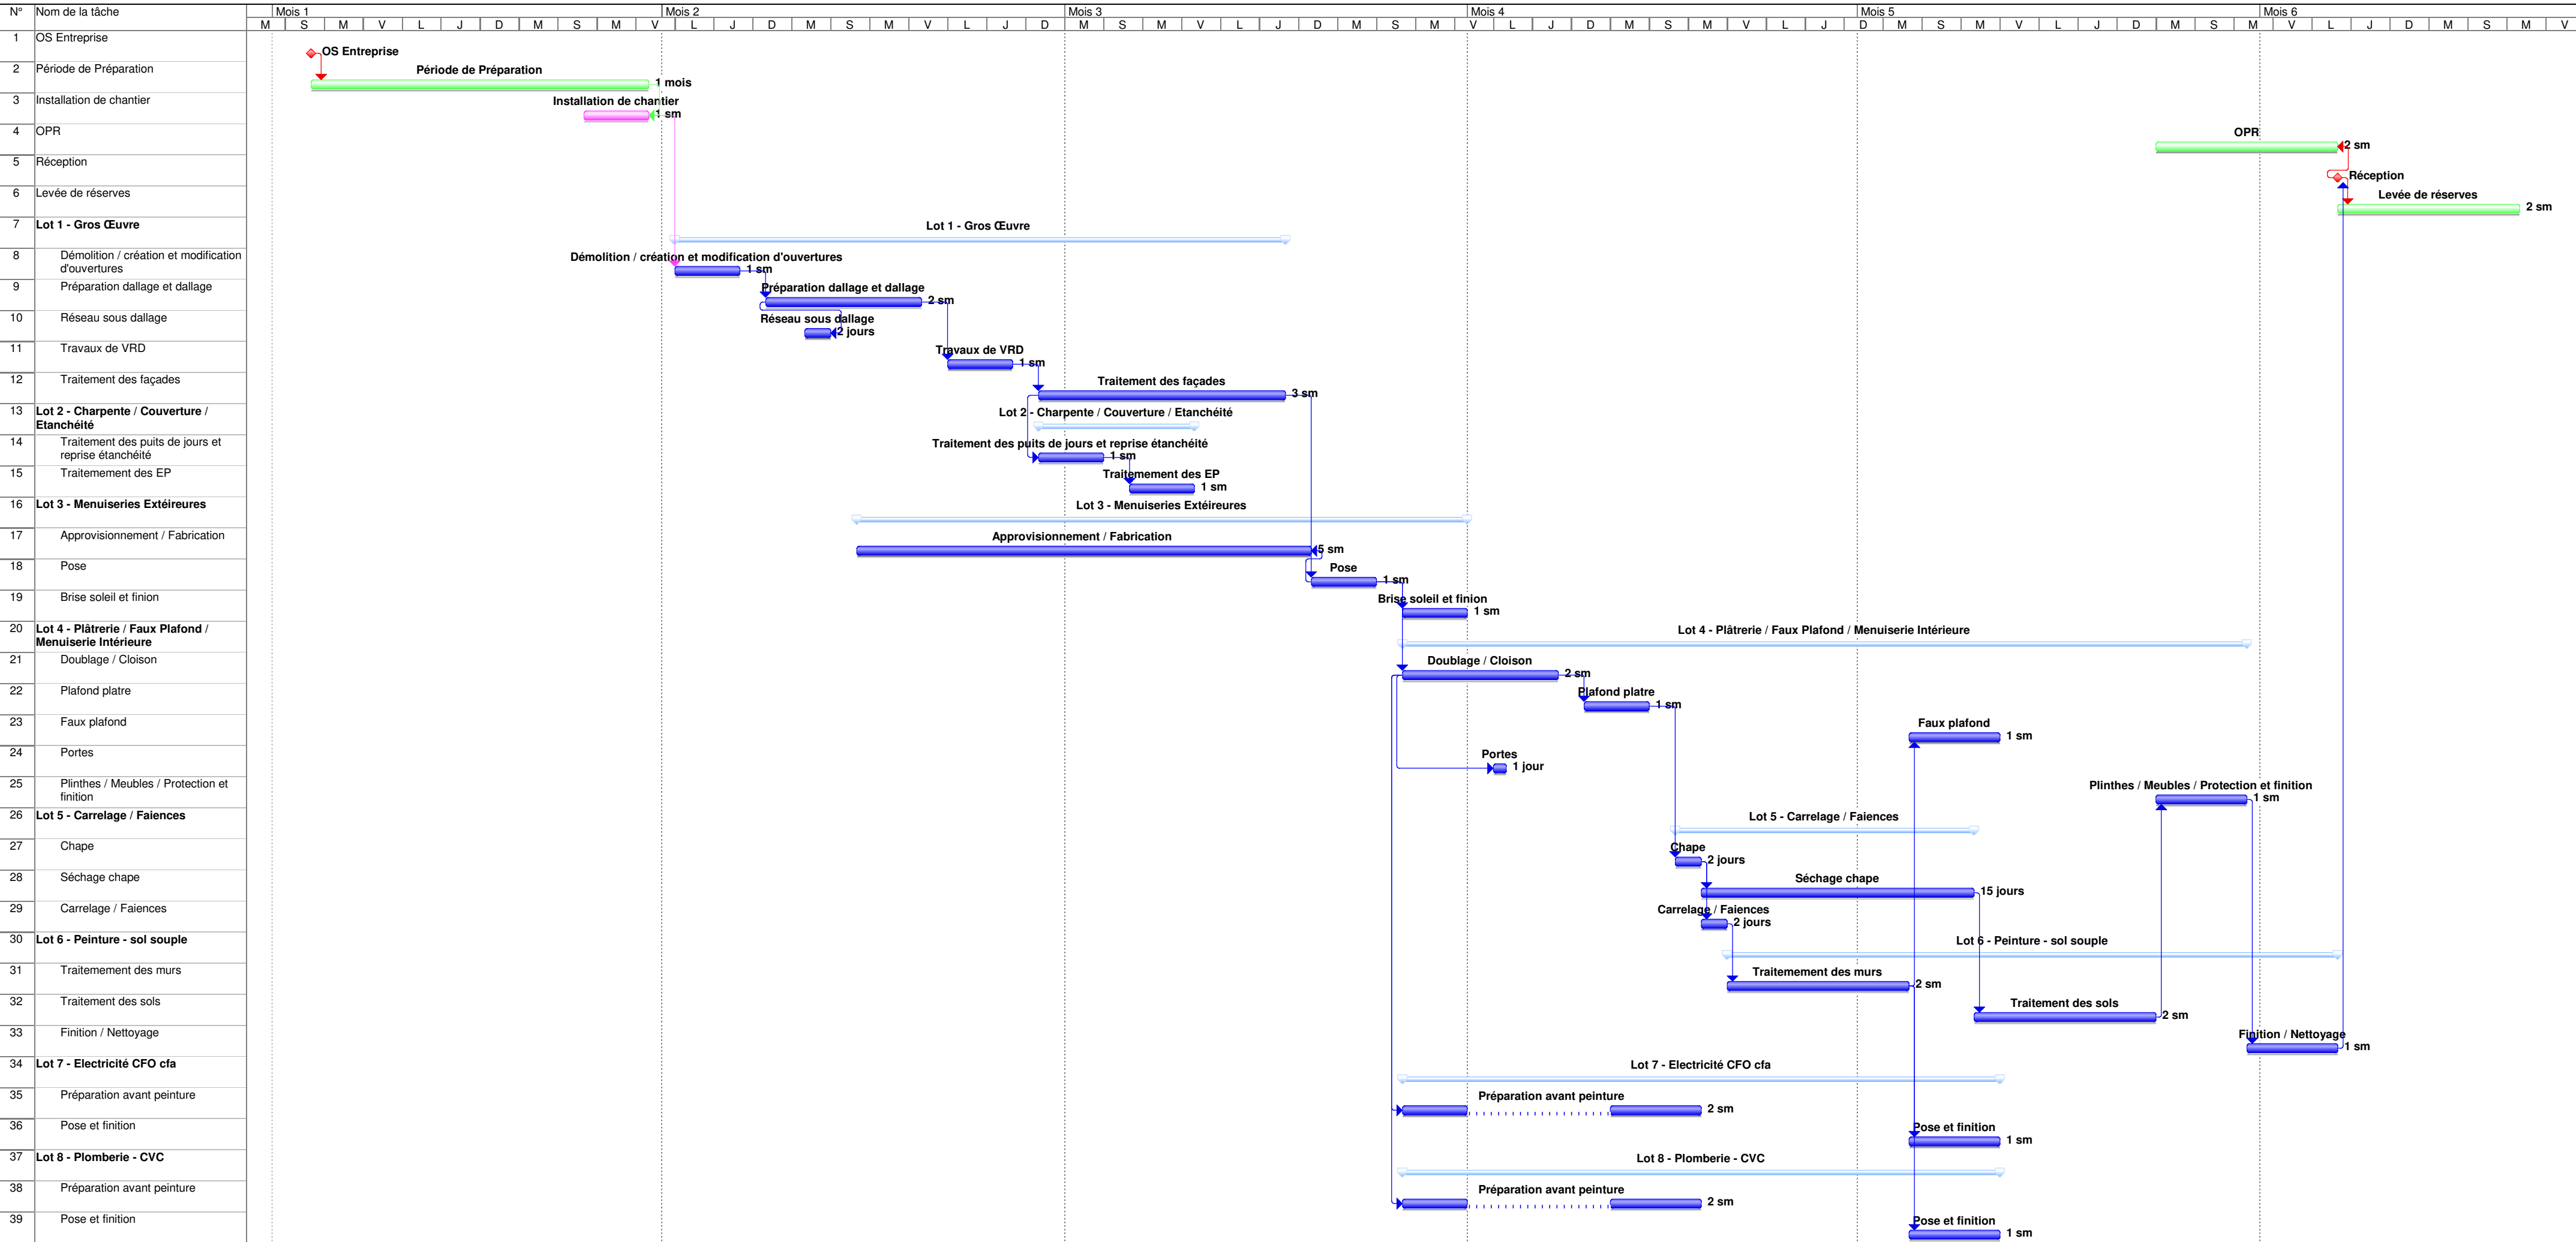 N° Nom de la tâche Mois 1 Mois 2 Mois 3 Mois 4 Mois 5 Mois 6
M S M V L J D M S M V L J D M S M V L J D M S M V L J D S M V L J D M S M V L J D M S M V L J D M S M V L J D M S M V
1 OS Entreprise
OS Entreprise
2 Période de Préparation
Période de Préparation
1 mois
3 Installation de chantier
Installation de chantier
1 sm
4 OPR
OPR
2 sm
5 Réception
Réception
6 Levée de réserves
Levée de réserves
2 sm
7 Lot 1 - Gros Œuvre
Lot 1 - Gros Œuvre
8 Démolition / création et modification
d'ouvertures
Démolition / création et modification d'ouvertures
1 sm
9 Préparation dallage et dallage
Préparation dallage et dallage
2 sm
10 Réseau sous dallage
Réseau sous dallage
2 jours
11 Travaux de VRD
Travaux de VRD
1 sm
12 Traitement des façades
Traitement des façades
3 sm
13 Lot 2 - Charpente / Couverture /
Etanchéité
Lot 2 - Charpente / Couverture / Etanchéité
14 Traitement des puits de jours et
reprise étanchéité
Traitement des puits de jours et reprise étanchéité
1 sm
15 Traitemement des EP
Traitemement des EP
1 sm
16 Lot 3 - Menuiseries Extéireures
Lot 3 - Menuiseries Extéireures
17 Approvisionnement / Fabrication
Approvisionnement / Fabrication
5 sm
18 Pose
Pose
1 sm
19 Brise soleil et finion
Brise soleil et finion
1 sm
20 Lot 4 - Plâtrerie / Faux Plafond /
Menuiserie Intérieure
Lot 4 - Plâtrerie / Faux Plafond / Menuiserie Intérieure
21 Doublage / Cloison
Doublage / Cloison
2 sm
22 Plafond platre
Plafond platre
1 sm
23 Faux plafond
Faux plafond
1 sm
24 Portes
Portes
1 jour
25 Plinthes / Meubles / Protection et
finition
Plinthes / Meubles / Protection et finition
1 sm
26 Lot 5 - Carrelage / Faiences
Lot 5 - Carrelage / Faiences
27 Chape
Chape
2 jours
28 Séchage chape
Séchage chape
15 jours
29 Carrelage / Faiences
Carrelage / Faiences
2 jours
30 Lot 6 - Peinture - sol souple
Lot 6 - Peinture - sol souple
31 Traitemement des murs
Traitemement des murs
2 sm
32 Traitement des sols
Traitement des sols
2 sm
33 Finition / Nettoyage
Finition / Nettoyage
1 sm
34 Lot 7 - Electricité CFO cfa
Lot 7 - Electricité CFO cfa
35 Préparation avant peinture
Préparation avant peinture
2 sm
36 Pose et finition
Pose et finition
1 sm
37 Lot 8 - Plomberie - CVC
Lot 8 - Plomberie - CVC
38 Préparation avant peinture
Préparation avant peinture
2 sm
39 Pose et finition
Pose et finition
1 sm